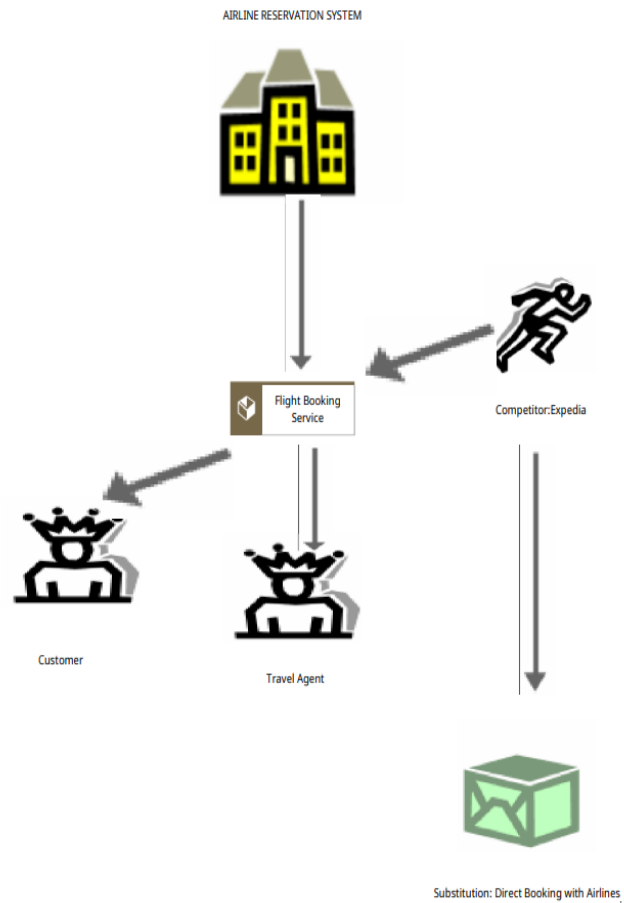 AIRLINE RESERVATION SYSTEM
Flight Booking
Service
Competitor:Expedia
Customer
Travel Agent
Substitution: Direct Booking with Airlines